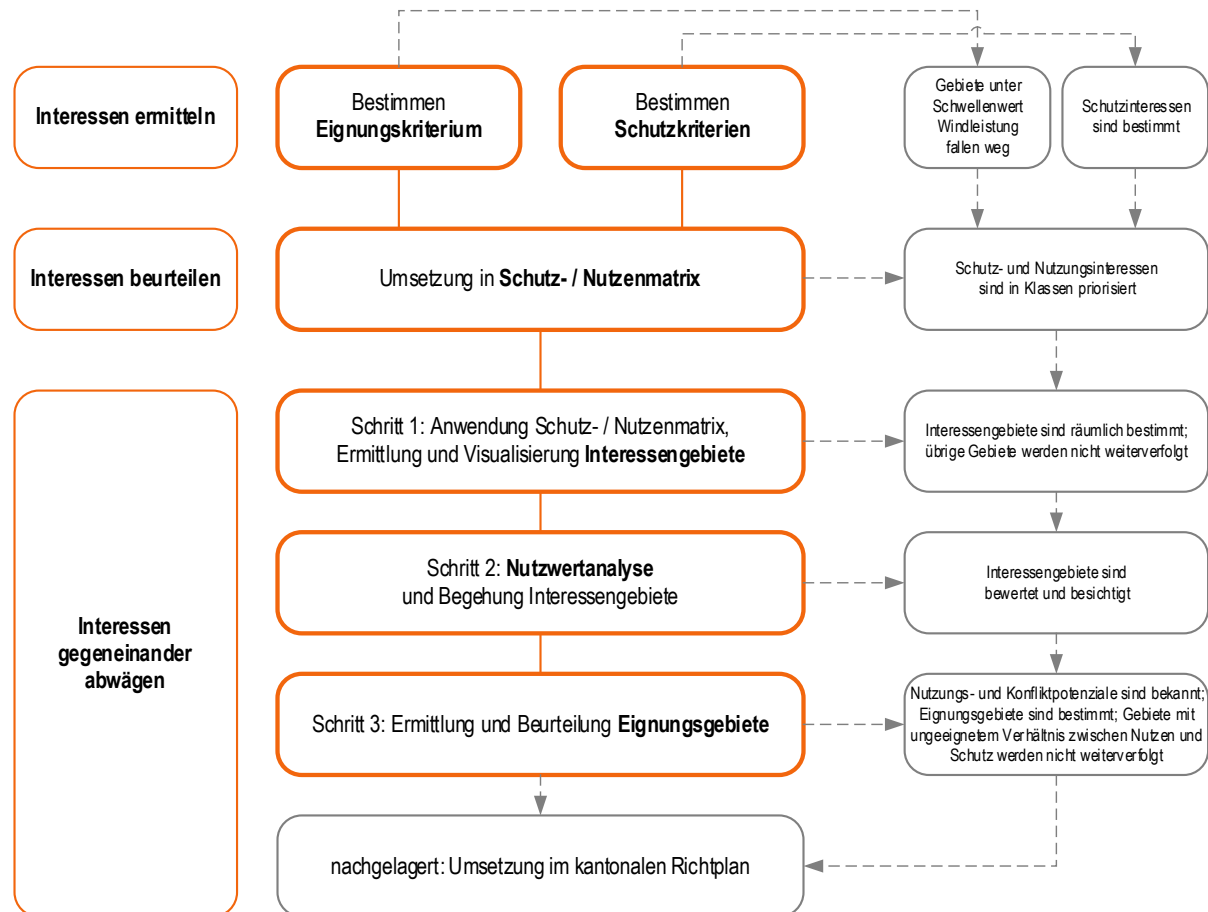 Interessen ermitteln
Bestimmen
Eignungskriterium
Bestimmen
Schutzkriterien
Gebiete unter
Schwellenwert
Windleistung
fallen weg
Schutzinteressen
sind bestimmt
Interessen beurteilen
Umsetzung in Schutz- / Nutzenmatrix
Schutz- und Nutzungsinteressen
sind in Klassen priorisiert
Interessen
gegeneinander
abwägen
Schritt 1: Anwendung Schutz- / Nutzenmatrix,
Ermittlung und Visualisierung Interessengebiete
Interessengebiete sind räumlich bestimmt;
übrige Gebiete werden nicht weiterverfolgt
Schritt 2: Nutzwertanalyse
und Begehung Interessengebiete
Interessengebiete sind
bewertet und besichtigt
Schritt 3: Ermittlung und Beurteilung Eignungsgebiete
Nutzungs- und Konfliktpotenziale sind bekannt;
Eignungsgebiete sind bestimmt; Gebiete mit
ungeeignetem Verhältnis zwischen Nutzen und
Schutz werden nicht weiterverfolgt
nachgelagert: Umsetzung im kantonalen Richtplan